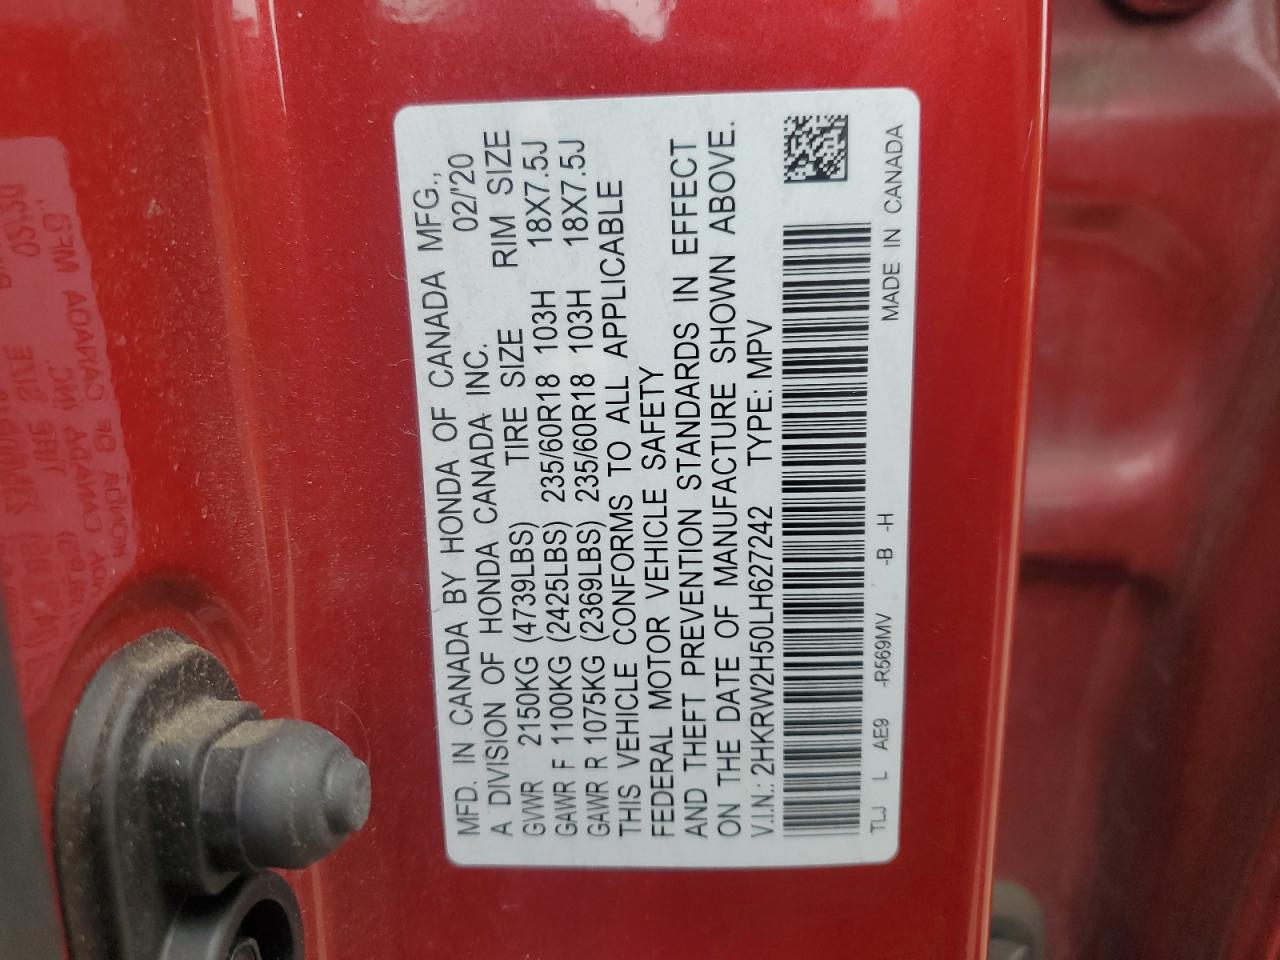 MFD. IN CANADA BY HONDA OF CANADA MFG.,
A DIVISION OF HONDA CANADA INC. 02/'20
GVWR 2150KG (4739LBS) TIRE SIZE RIM SIZE
GAWR F 1100KG (2425LBS) 235/60R18 103H 18X7.5J
GAWR R 1075KG (2369LBS) 235/60R18 103H 18X7.5J
THIS VEHICLE CONFORMS TO ALL APPLICABLE
FEDERAL MOTOR VEHICLE SAFETY
AND THEFT PREVENTION STANDARDS IN EFFECT
ON THE DATE OF MANUFACTURE SHOWN ABOVE.
V.I.N.: 2HKRW2H50LH627242 TYPE: MPV
TLJ L AE9 -R569MV -B -H MADE IN CANADA